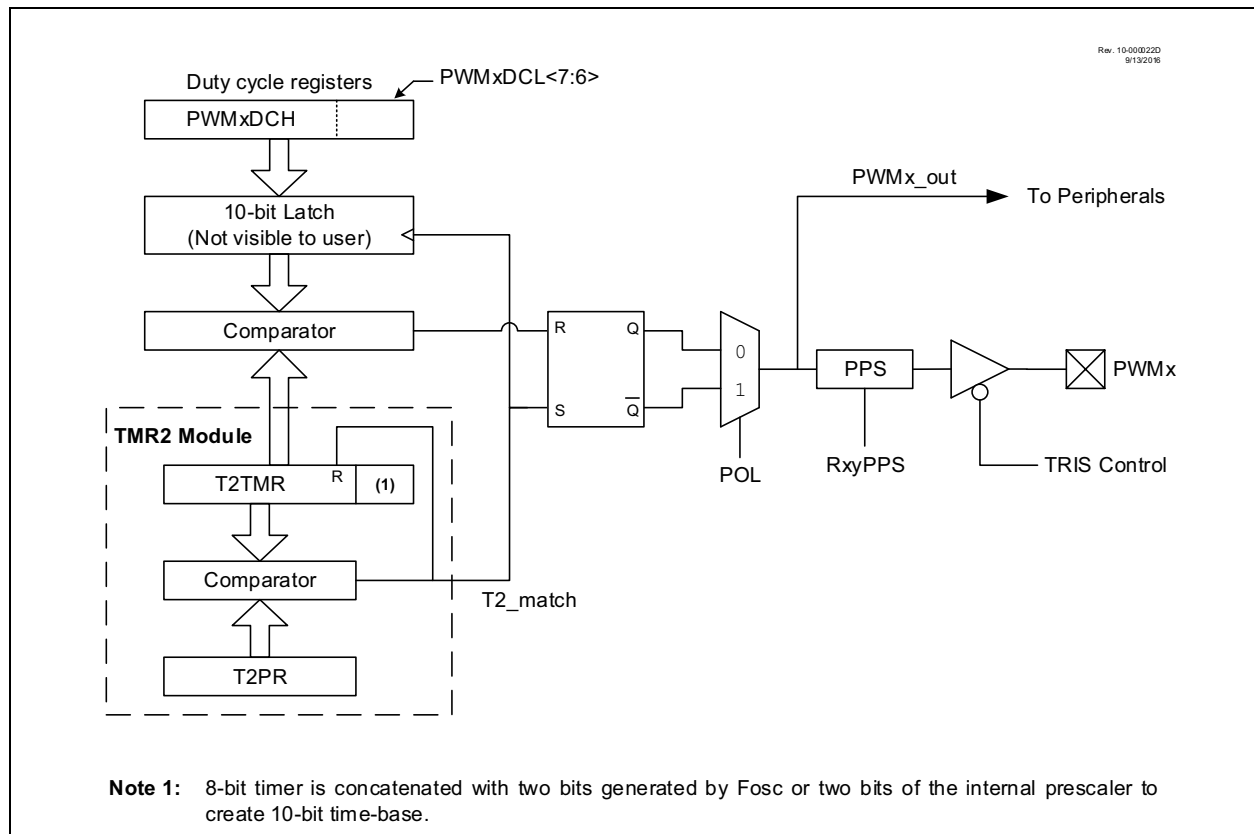 Rev. 10-000022D
9/13/2016
Duty cycle registers
PWMxDCL<7:6>
PWMxDCH
10-bit Latch
(Not visible to user)
Comparator
R
Q
S
Q
0
1
POL
PWMx_out
To Peripherals
PPS
RxyPPS
PWMx
TRIS Control
TMR2 Module
T2TMR
R
(1)
Comparator
T2_match
T2PR
Note 1: 8-bit timer is concatenated with two bits generated by Fosc or two bits of the internal prescaler to
create 10-bit time-base.